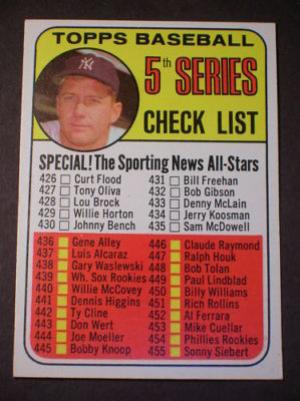 TOPPS BASEBALL
5th SERIES
CHECK LIST
SPECIAL! The Sporting News All-Stars
426 Curt Flood
427 Tony Oliva
428 Lou Brock
429 Willie Horton
430 Johnny Bench
431 Bill Freehan
432 Bob Gibson
433 Denny McLain
434 Jerry Koosman
435 Sam McDowell
436 Gene Alley
437 Luis Alcaraz
438 Gary Waslewski
439 Wh. Sox Rookies
440 Willie McCovey
441 Dennis Higgins
442 Ty Cline
443 Don Wert
444 Joe Moeller
445 Bobby Knoop
446 Claude Raymond
447 Ralph Houk
448 Bob Tolan
449 Paul Lindblad
450 Billy Williams
451 Rich Rollins
452 Al Ferrara
453 Mike Cuellar
454 Phillies Rookies
455 Sonny Siebert